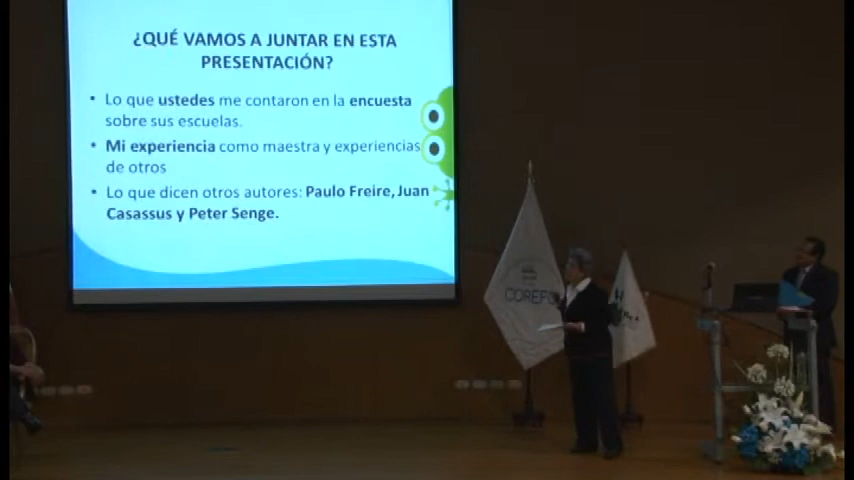 ¿QUÉ VAMOS A JUNTAR EN ESTA
PRESENTACIÓN?
• Lo que ustedes me contaron en la encuesta
sobre sus escuelas.
• Mi experiencia como maestra y experiencias
de otros
• Lo que dicen otros autores: Paulo Freire, Juan
Casassus y Peter Senge.